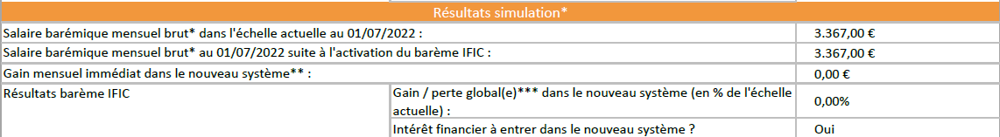 Résultats simulation*
Salaire barémique mensuel brut* dans l'échelle actuelle au 01/07/2022 : 3.367,00 €
Salaire barémique mensuel brut* au 01/07/2022 suite à l'activation du barème IFIC : 3.367,00 €
Gain mensuel immédiat dans le nouveau système** : 0,00 €
Résultats barème IFIC
Gain / perte global(e)*** dans le nouveau système (en % de l'échelle
actuelle) : 0,00%
Intérêt financier à entrer dans le nouveau système ? Oui